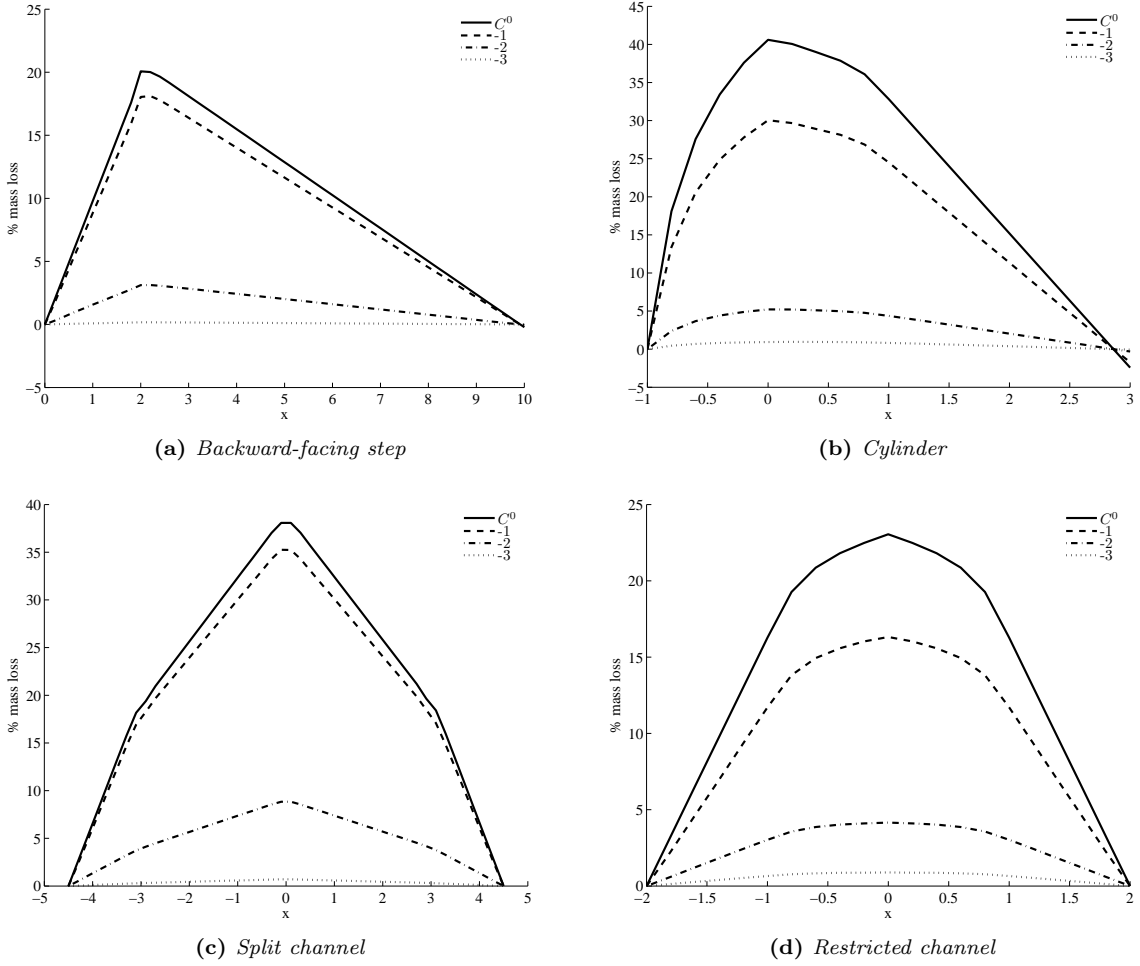 25
20
15
10
5
0
−5
% mass loss
0 1 2 3 4 5 6 7 8 9 10
x
C⁰
-1
-2
-3
(a) Backward-facing step
45
40
35
30
25
20
15
10
5
0
−5
% mass loss
−1 −0.5 0 0.5 1 1.5 2 2.5 3
x
C⁰
-1
-2
-3
(b) Cylinder
40
35
30
25
20
15
10
5
0
% mass loss
−5 −4 −3 −2 −1 0 1 2 3 4 5
x
C⁰
-1
-2
-3
(c) Split channel
25
20
15
10
5
0
% mass loss
−2 −1.5 −1 −0.5 0 0.5 1 1.5 2
x
C⁰
-1
-2
-3
(d) Restricted channel